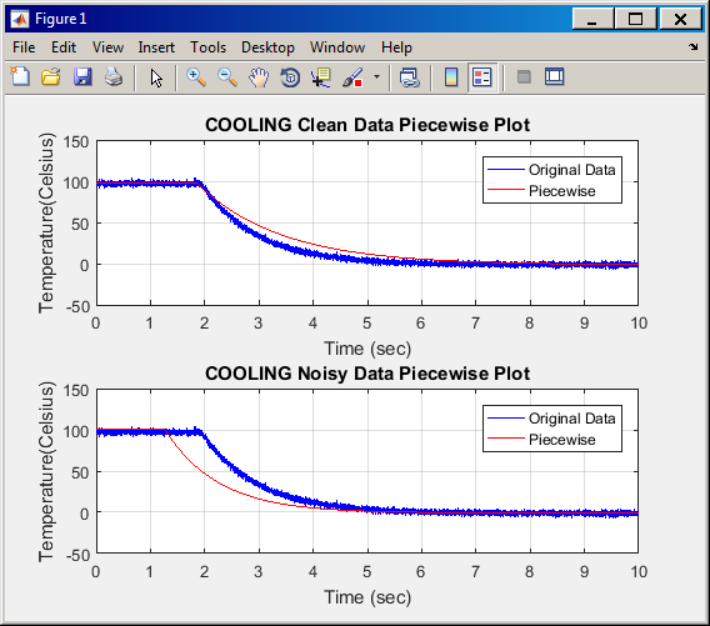 Figure 1
File Edit View Insert Tools Desktop Window Help
COOLING Clean Data Piecewise Plot
150
100
50
0
-50
Temperature(Celsius)
Original Data
Piecewise
0 1 2 3 4 5 6 7 8 9 10
Time (sec)
COOLING Noisy Data Piecewise Plot
150
100
50
0
-50
Temperature(Celsius)
Original Data
Piecewise
0 1 2 3 4 5 6 7 8 9 10
Time (sec)